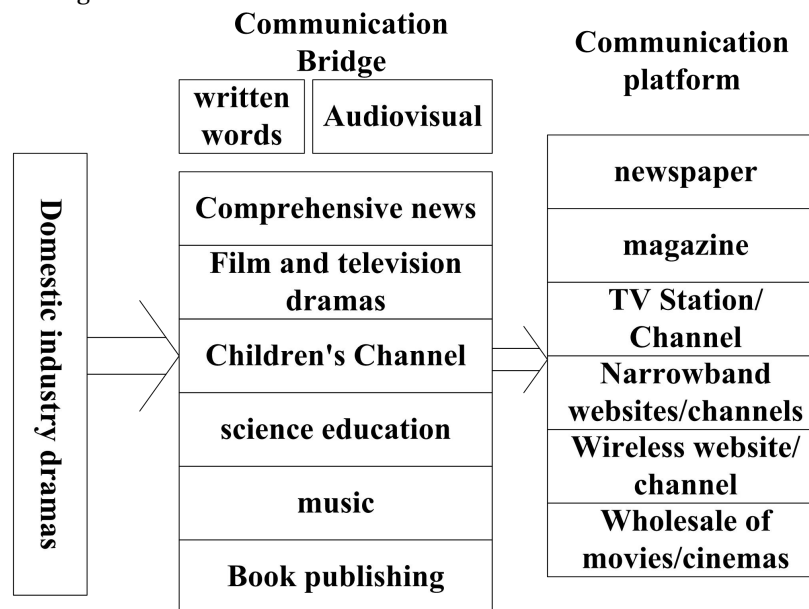 Communication
Bridge
written
words
Audiovisual
Domestic industry dramas
Comprehensive news
Film and television
dramas
Children's Channel
science education
music
Book publishing
Communication
platform
newspaper
magazine
TV Station/
Channel
Narrowband
websites/channels
Wireless website/
channel
Wholesale of
movies/cinemas